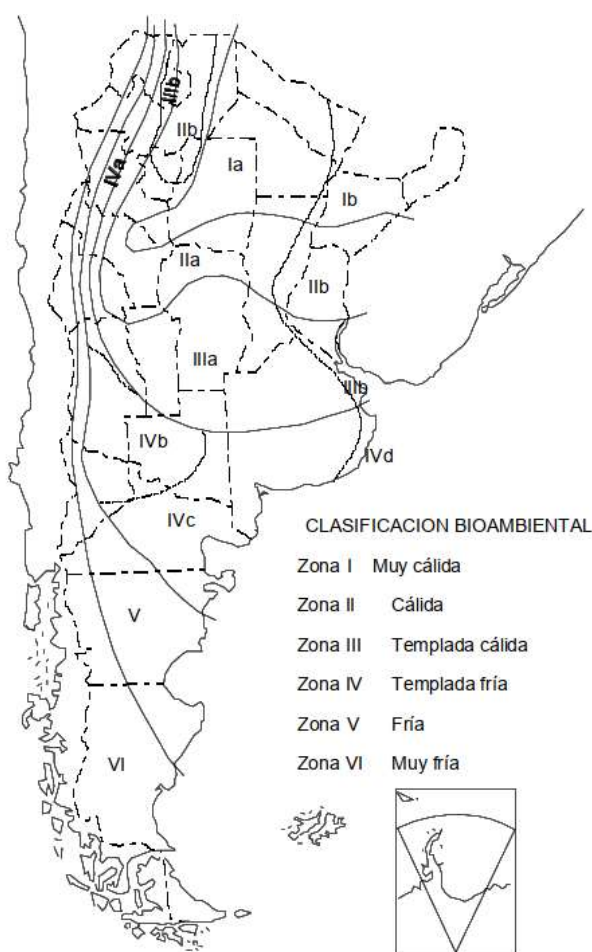 IIIb
IIb
IVa
Ia
Ib
IIa
IIb
IIIa
IIIb
IVb
IVd
IVc
CLASIFICACION BIOAMBIENTAL
Zona I Muy cálida
Zona II Cálida
V
Zona III Templada cálida
Zona IV Templada fría
Zona V Fría
VI
Zona VI Muy fría